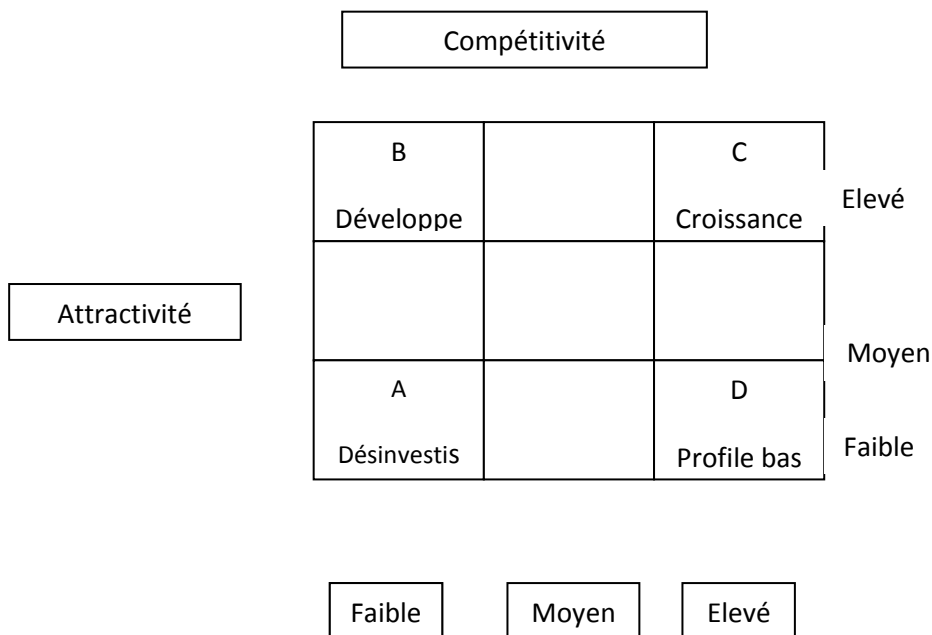 Compétitivité
B
C
Développe
Croissance
Elevé
Attractivité
Moyen
A
D
Désinvestis
Profile bas
Faible
Faible
Moyen
Elevé